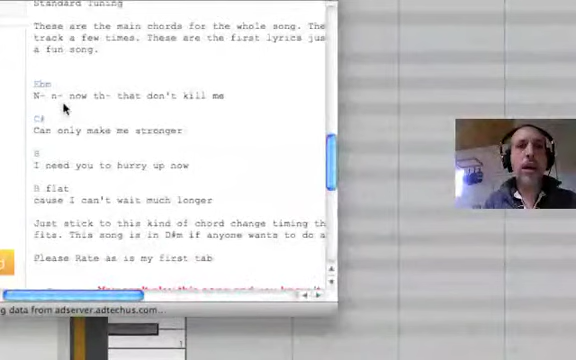 Standard Tuning
These are the main chords for the whole song. The
track a few times. These are the first lyrics jus
a fun song.
Ebm
N- n- now th- that don't kill me
C#
Can only make me stronger
B
I need you to hurry up now
B flat
cause I can't wait much longer
Just stick to this kind of chord change timing th
fits. This song is in D#m if anyone wants to do a
Please Rate as is my first tab
g data from adserver.adtechus.com...